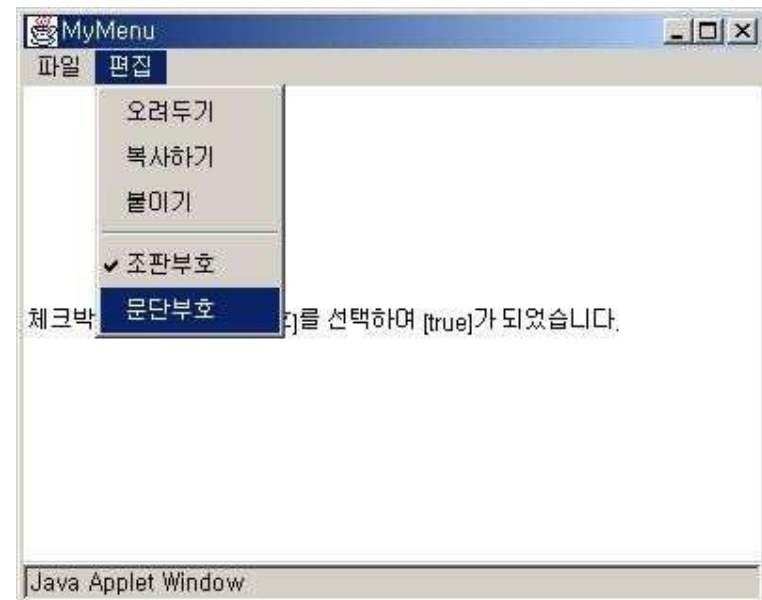 MyMenu
파일 편집
오려두기
복사하기
붙이기
조판부호
문단부호
체크박 ]를 선택하여 [true]가 되었습니다.
Java Applet Window